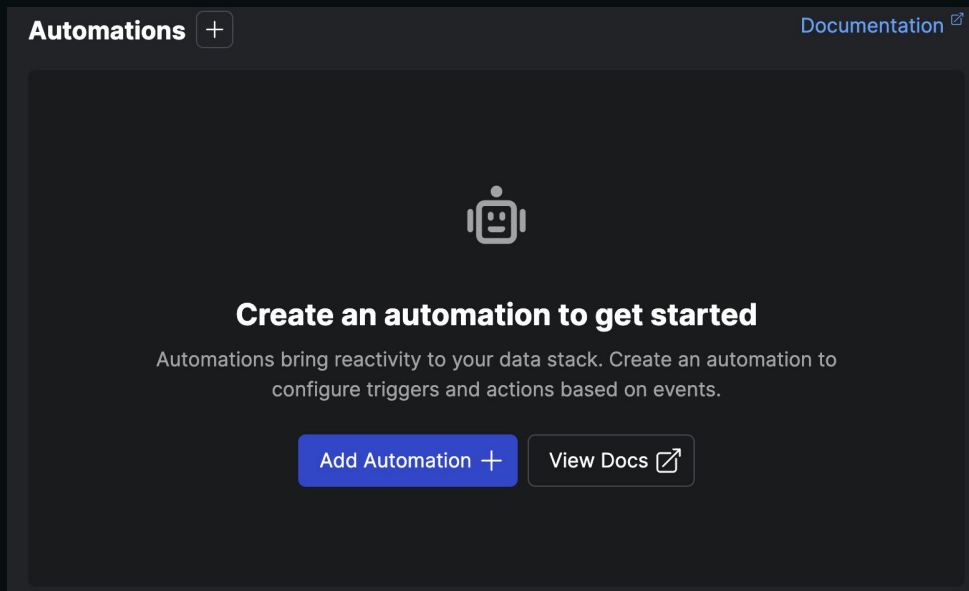 Automations
Documentation
Create an automation to get started
Automations bring reactivity to your data stack. Create an automation to
configure triggers and actions based on events.
Add Automation
View Docs